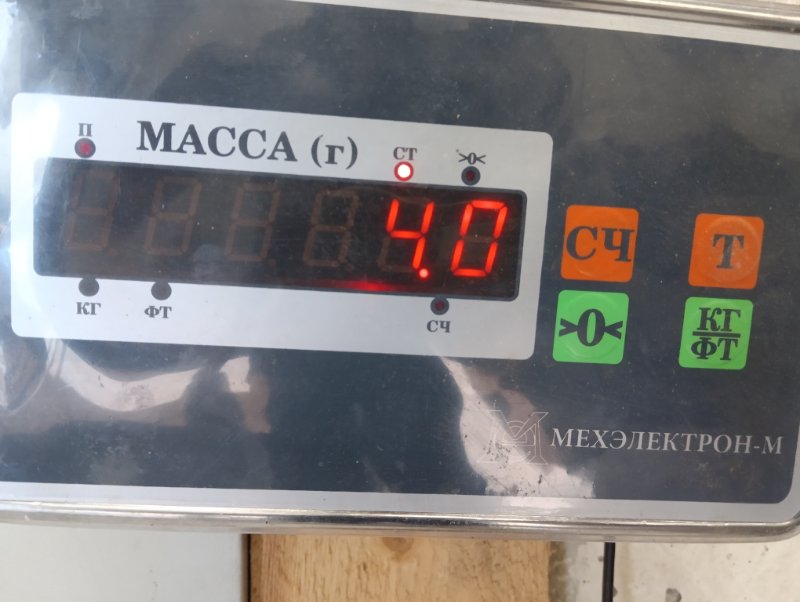 П
МАССА (г)
СТ
>0<
4.0
КГ
ФТ
СЧ
СЧ
Т
>0<
КГ
ФТ
МЕХЭЛЕКТРОН-М